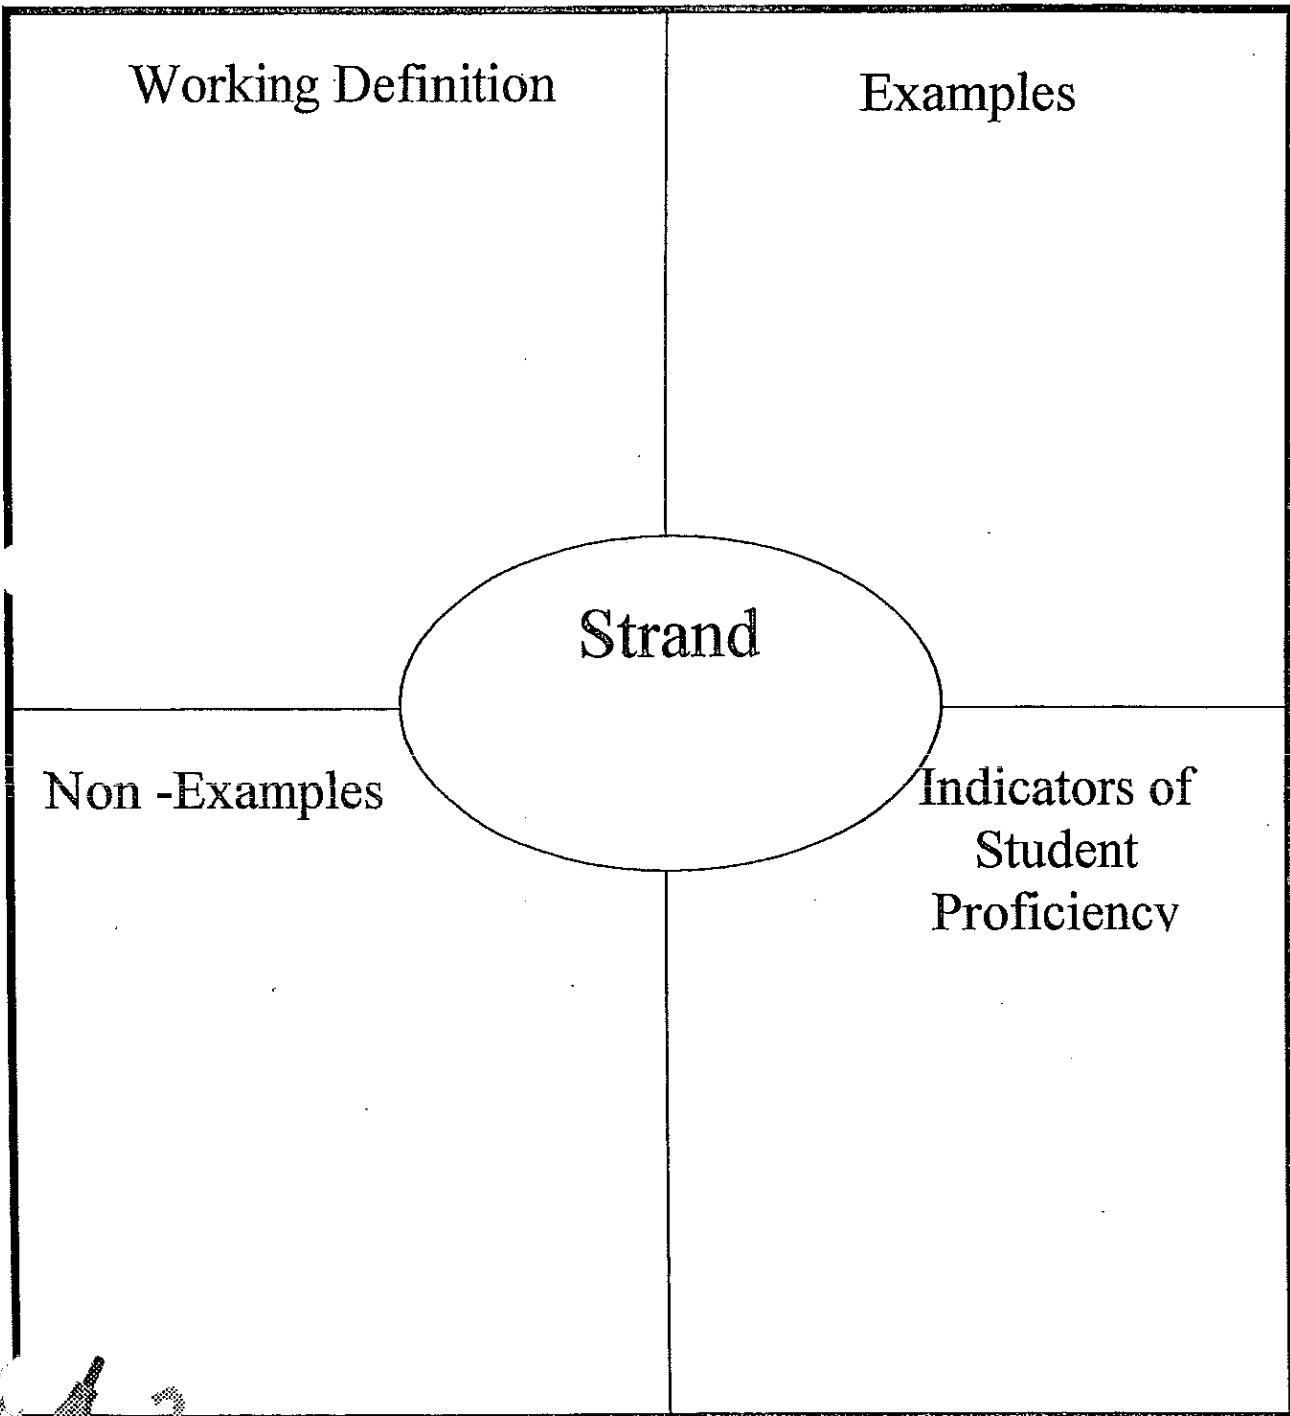 Working Definition
Examples
Strand
Non -Examples
Indicators of
Student
Proficiency